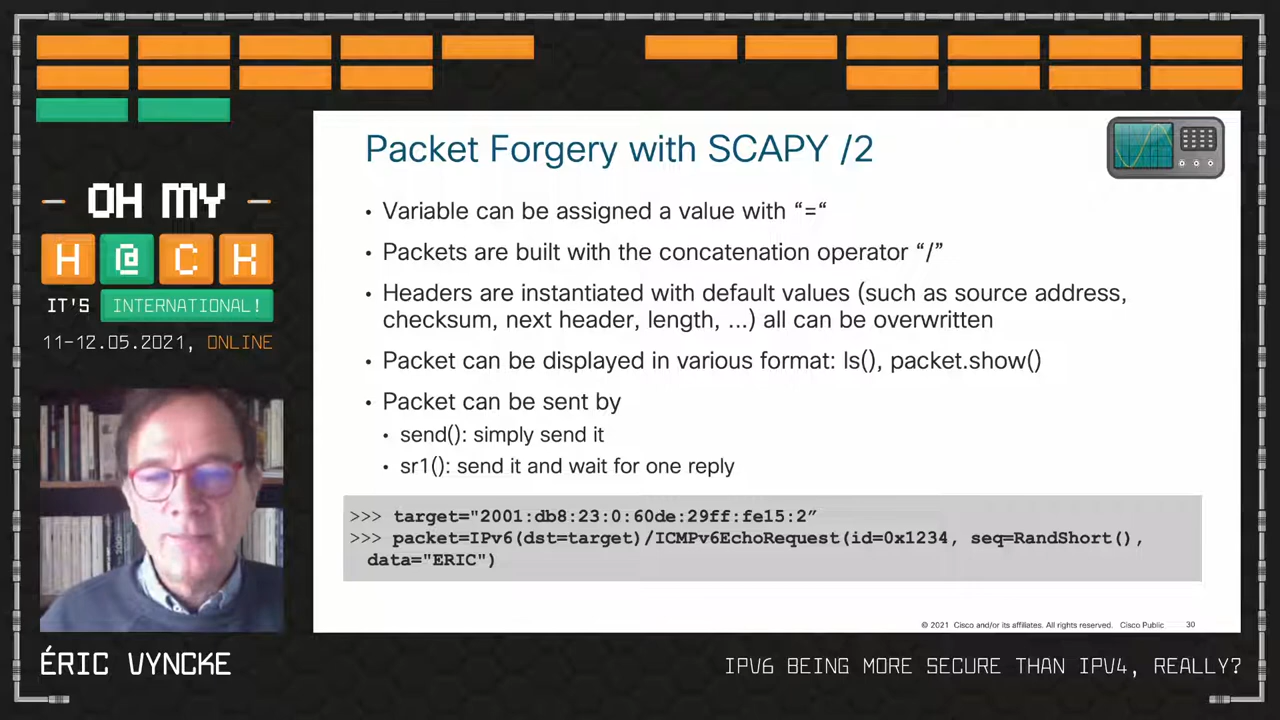 OH MY
H@CK
IT'S INTERNATIONAL!
11-12.05.2021, ONLINE
Packet Forgery with SCAPY /2
• Variable can be assigned a value with “=“
• Packets are built with the concatenation operator “/”
• Headers are instantiated with default values (such as source address,
checksum, next header, length, ...) all can be overwritten
• Packet can be displayed in various format: ls(), packet.show()
• Packet can be sent by
• send(): simply send it
• sr1(): send it and wait for one reply
>>> target="2001:db8:23:0:60de:29ff:fe15:2”
>>> packet=IPv6(dst=target)/ICMPv6EchoRequest(id=0x1234, seq=RandShort(),
data="ERIC")
© 2021 Cisco and/or its affiliates. All rights reserved. Cisco Public 30
ÉRIC VYNCKE
IPV6 BEING MORE SECURE THAN IPV4, REALLY?